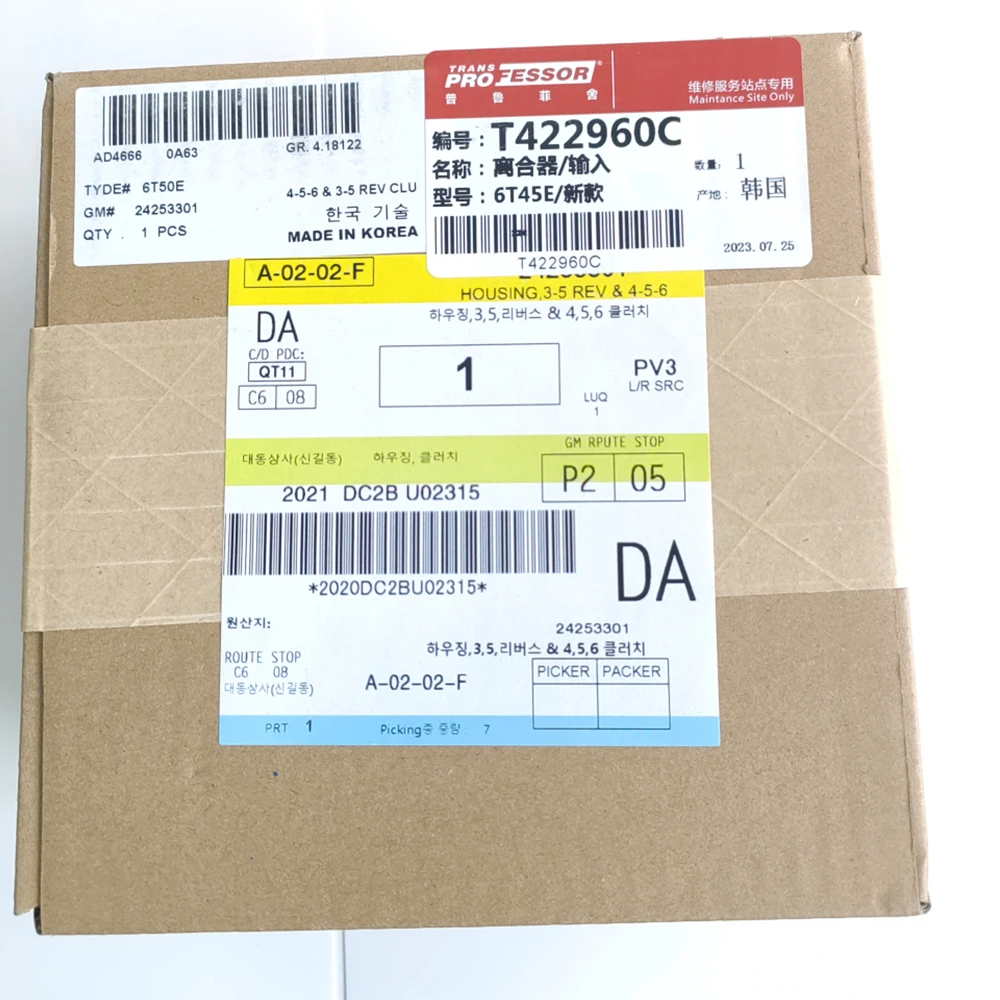 AD4666 0A63 GR. 4.18122
TYDE# 6T50E 4-5-6 & 3-5 REV CLU
GM# 24253301 한국 기술
QTY . 1 PCS MADE IN KOREA
TRANS
PROFESSOR®
普鲁菲舍
维修服务站点专用
Maintance Site Only
编号：T422960C
名称：离合器/输入 数量：1
型号：6T45E/新款 产地：韩国
T422960C
2023.07.25
A-02-02-F
HOUSING,3-5 REV & 4-5-6
하우징,3,5,리버스 & 4,5,6 클러치
DA
C/D PDC:
QT11
C6 08
1
LUQ
1
PV3
L/R SRC
GM RPUTE STOP
대동상사(신길동) 하우징, 클러치
P2 05
2021 DC2B U02315
*2020DC2BU02315*
DA
원산지:
24253301
하우징,3,5,리버스 & 4,5,6 클러치
ROUTE STOP
C6 08
대동상사(신길동)
A-02-02-F
PICKER PACKER
PRT 1 Picking중 중량 : 7